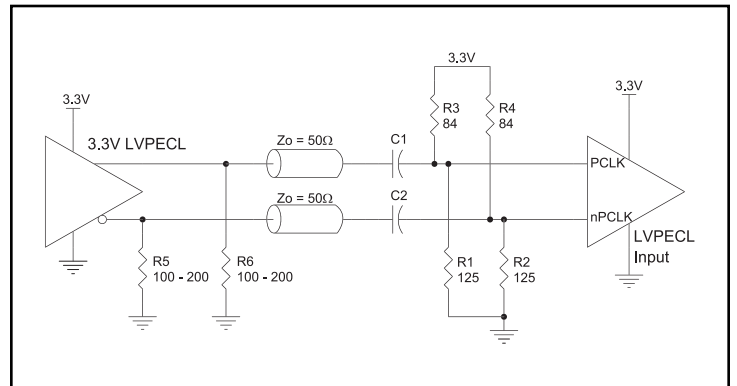 3.3V
3.3V LVPECL
R5
100 - 200
R6
100 - 200
Zo = 50Ω
Zo = 50Ω
C1
C2
3.3V
R3
84
R4
84
R1
125
R2
125
3.3V
PCLK
nPCLK
LVPECL
Input